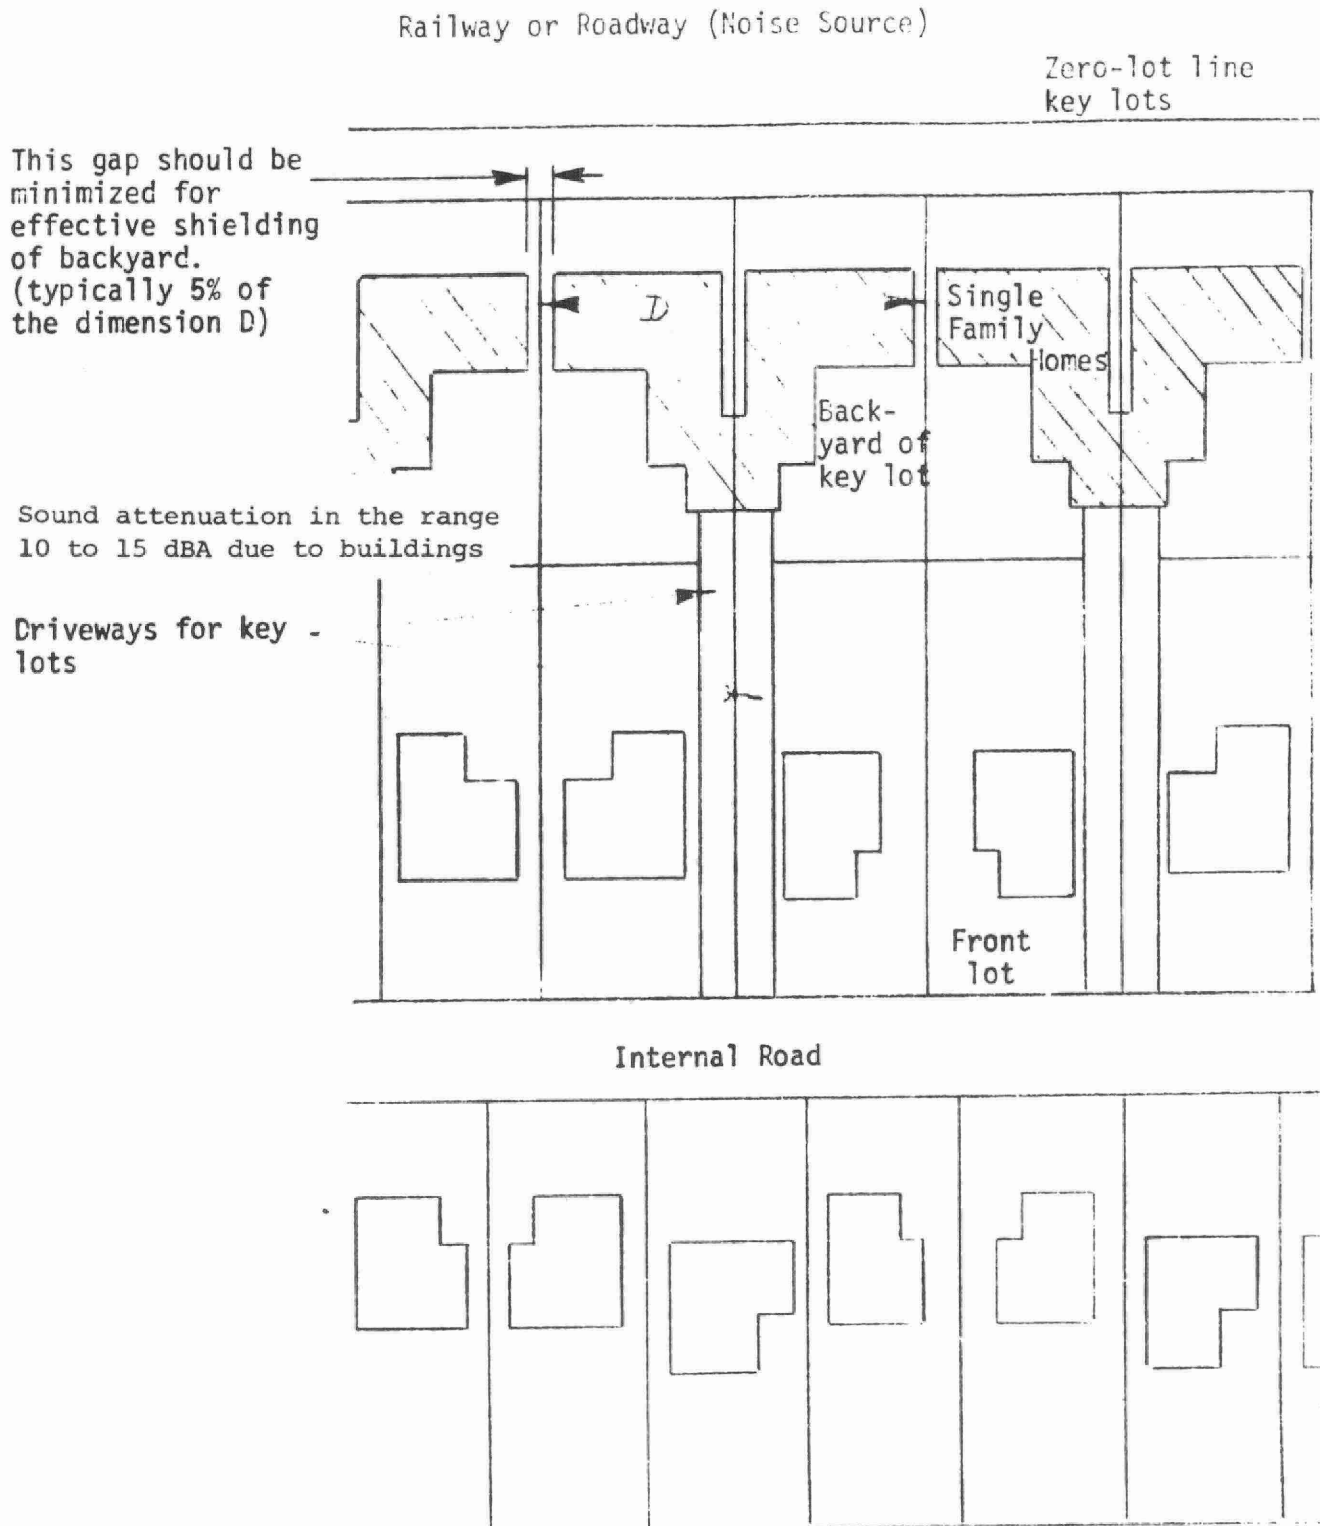 Railway or Roadway (Noise Source)
Zero-lot line
key lots
This gap should be
minimized for
effective shielding
of backyard.
(typically 5% of
the dimension D)
D
Single
Family
Homes
Back-
yard of
key lot
Sound attenuation in the range
10 to 15 dBA due to buildings
Driveways for key
lots
Front
lot
Internal Road